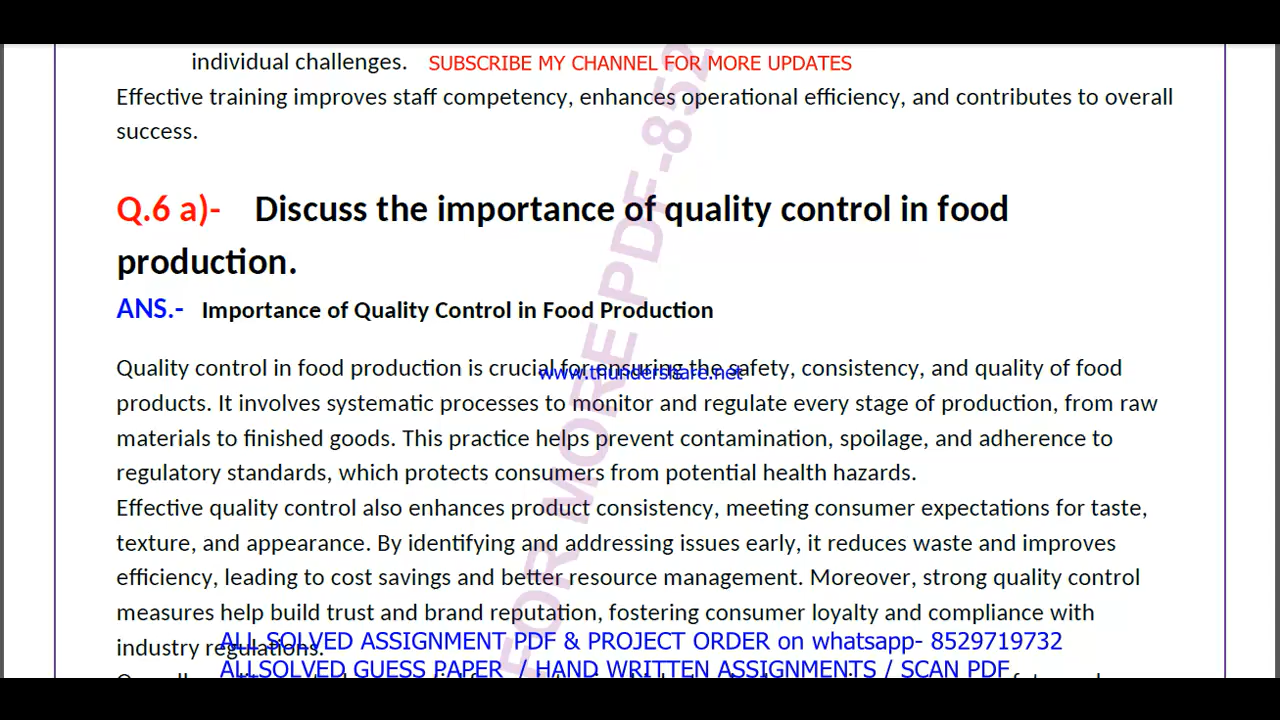 individual challenges. SUBSCRIBE MY CHANNEL FOR MORE UPDATES
Effective training improves staff competency, enhances operational efficiency, and contributes to overall
success.
Q.6 a)- Discuss the importance of quality control in food
production.
ANS.- Importance of Quality Control in Food Production
Quality control in food production is crucial for ensuring the safety, consistency, and quality of food
www.thundershare.net
products. It involves systematic processes to monitor and regulate every stage of production, from raw
materials to finished goods. This practice helps prevent contamination, spoilage, and adherence to
regulatory standards, which protects consumers from potential health hazards.
Effective quality control also enhances product consistency, meeting consumer expectations for taste,
texture, and appearance. By identifying and addressing issues early, it reduces waste and improves
efficiency, leading to cost savings and better resource management. Moreover, strong quality control
measures help build trust and brand reputation, fostering consumer loyalty and compliance with
industry regulations.
ALL SOLVED ASSIGNMENT PDF & PROJECT ORDER on whatsapp- 8529719732
ALLSOLVED GUESS PAPER / HAND WRITTEN ASSIGNMENTS / SCAN PDF
FOR MORE PDF-852